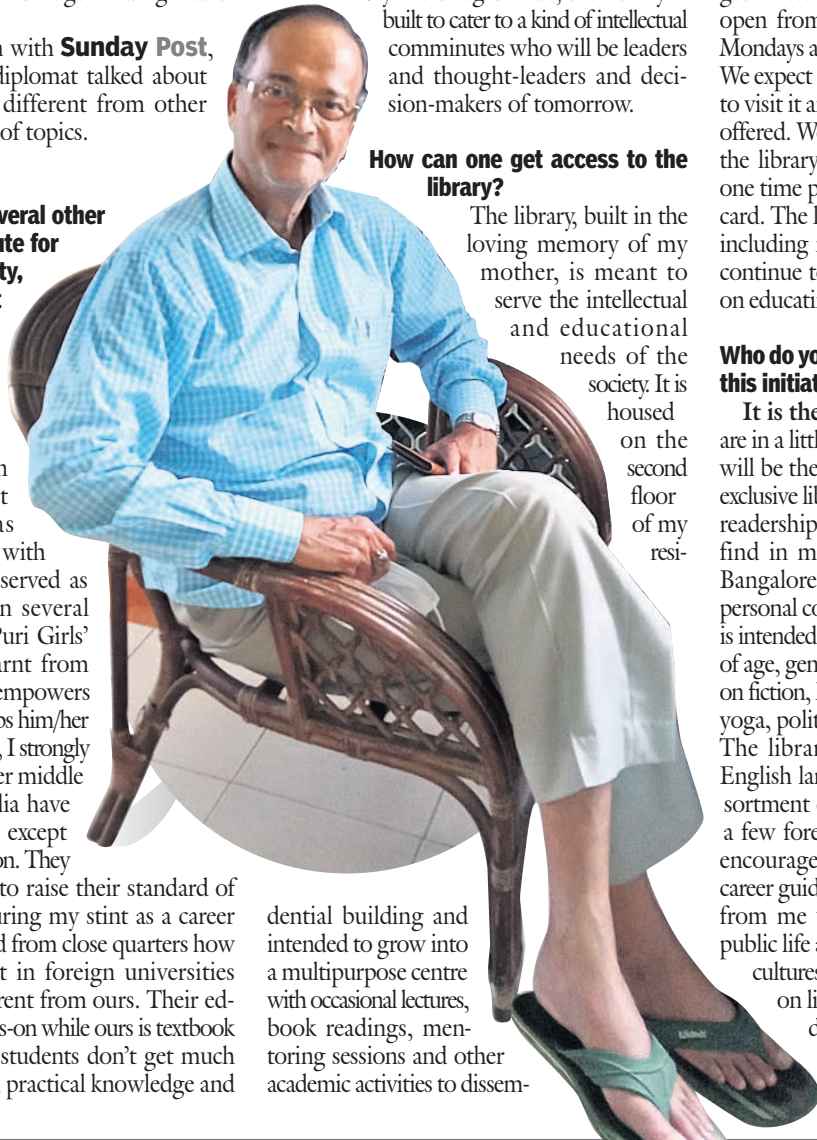 n with Sunday Post,
diplomat talked about
different from other
of topics.
veral other
ute for
ty,
n
t
as
with
served as
n several
Puri Girls'
arnt from
empowers
ps him/her
, I strongly
er middle
dia have
except
on. They
to raise their standard of
uring my stint as a career
d from close quarters how
t in foreign universities
rent from ours. Their ed-
s-on while ours is textbook
students don't get much
practical knowledge and
built to cater to a kind of intellectual
comminutes who will be leaders
and thought-leaders and deci-
sion-makers of tomorrow.
How can one get access to the
library?
The library, built in the
loving memory of my
mother, is meant to
serve the intellectual
and educational
needs of the
society. It is
housed
on the
second
floor
of my
resi-
dential building and
intended to grow into
a multipurpose centre
with occasional lectures,
book readings, men-
toring sessions and other
academic activities to dissem-
open from
Mondays a
We expect
to visit it a
offered. W
the library
one time p
card. The l
including
continue t
on educati
Who do yo
this initiat
It is the
are in a littl
will be the
exclusive lib
readership
find in m
Bangalore
personal co
is intended
of age, gen
on fiction,
yoga, polit
The librar
English lan
sortment
a few fore
encourage
career guid
from me
public life a
cultures
on li
d